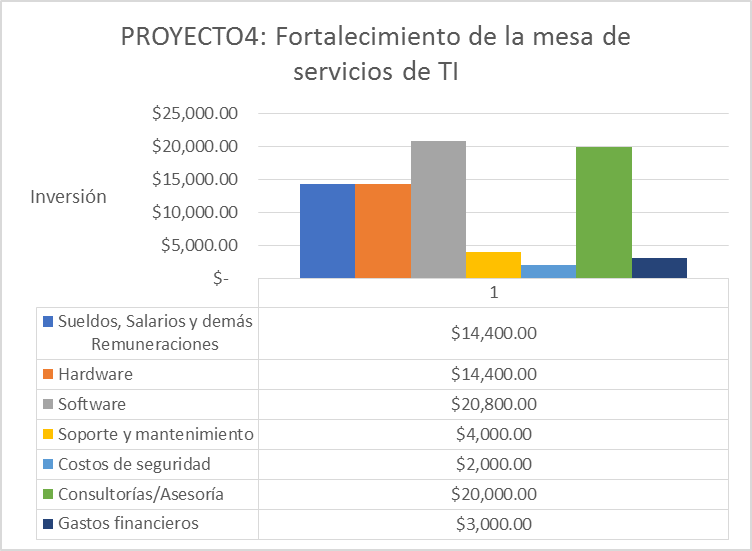 PROYECTO4: Fortalecimiento de la mesa de
servicios de TI
$25,000.00
$20,000.00
$15,000.00
$10,000.00
$5,000.00
$-
Inversión
1
Sueldos, Salarios y demás
Remuneraciones
$14,400.00
Hardware
$14,400.00
Software
$20,800.00
Soporte y mantenimiento
$4,000.00
Costos de seguridad
$2,000.00
Consultorías/Asesoría
$20,000.00
Gastos financieros
$3,000.00